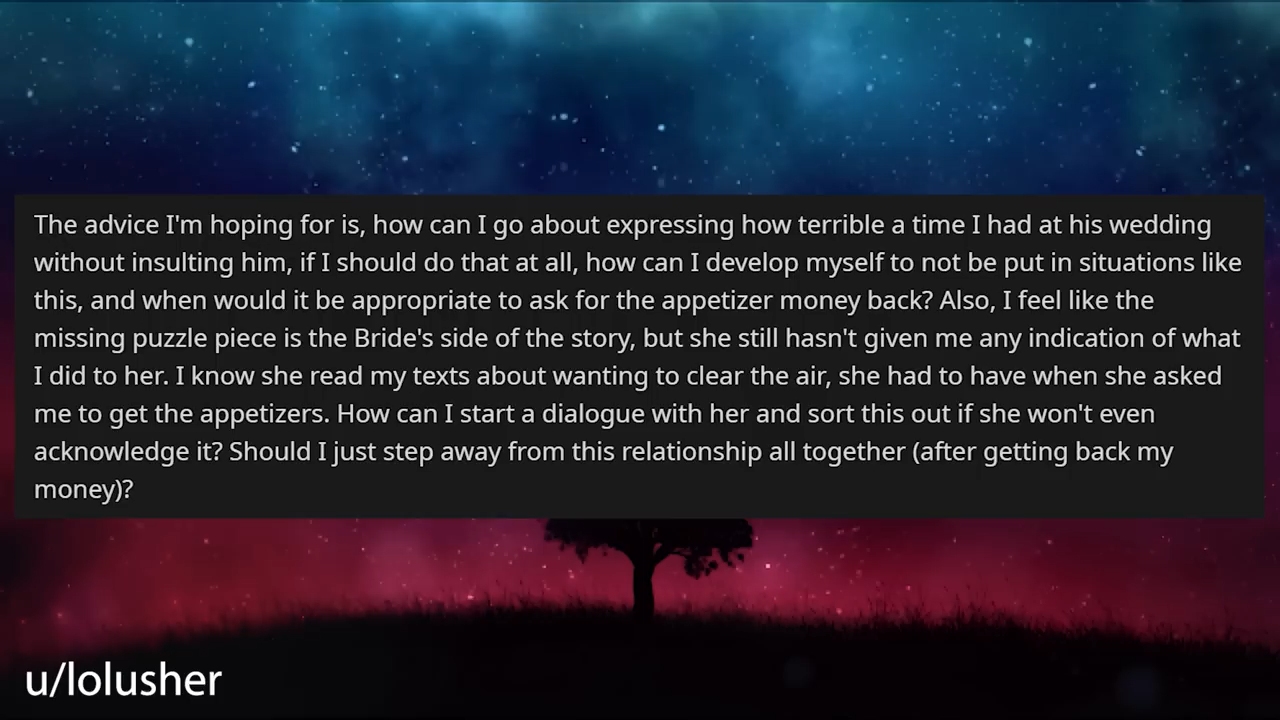 The advice I'm hoping for is, how can I go about expressing how terrible a time I had at his wedding
without insulting him, if I should do that at all, how can I develop myself to not be put in situations like
this, and when would it be appropriate to ask for the appetizer money back? Also, I feel like the
missing puzzle piece is the Bride's side of the story, but she still hasn't given me any indication of what
I did to her. I know she read my texts about wanting to clear the air, she had to have when she asked
me to get the appetizers. How can I start a dialogue with her and sort this out if she won't even
acknowledge it? Should I just step away from this relationship all together (after getting back my
money)?
u/lolusher